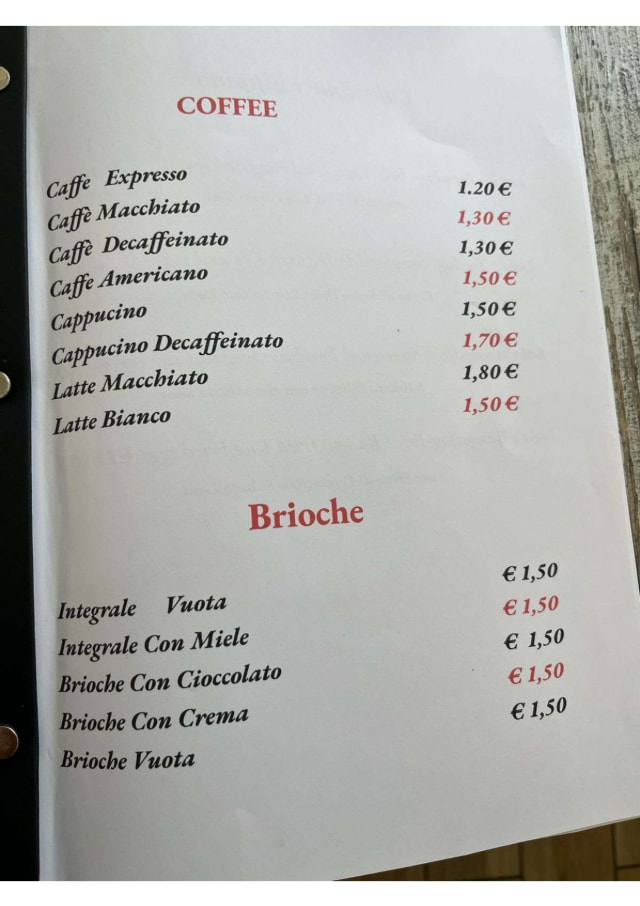 COFFEE
Caffe Expresso 1.20 €
Caffè Macchiato 1,30 €
Caffè Decaffeinato 1,30 €
Caffe Americano 1,50 €
Cappucino 1,50 €
Cappucino Decaffeinato 1,70 €
Latte Macchiato 1,80 €
Latte Bianco 1,50 €
Brioche
Integrale Vuota € 1,50
Integrale Con Miele € 1,50
Brioche Con Cioccolato € 1,50
Brioche Con Crema € 1,50
Brioche Vuota € 1,50